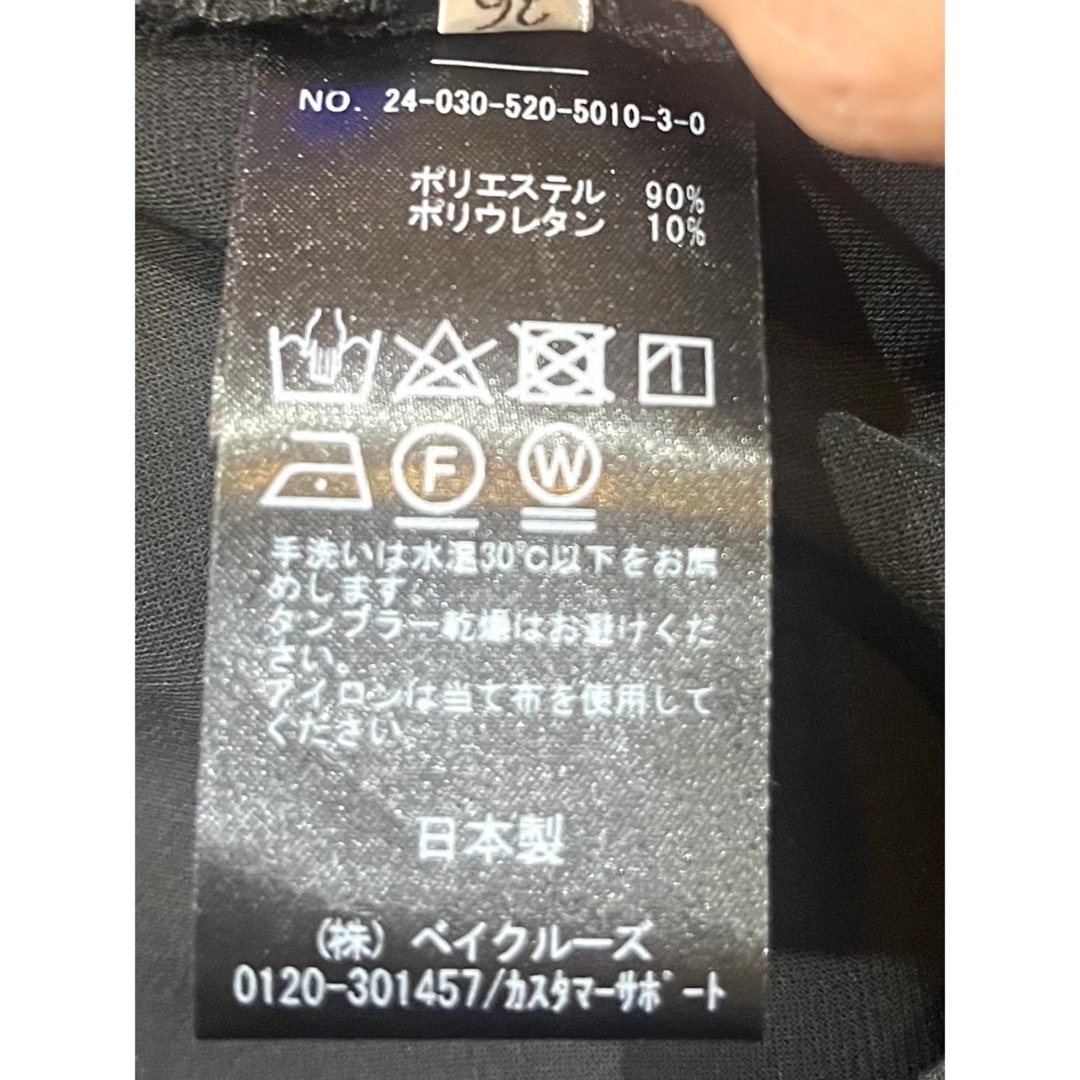 36
NO. 24-030-520-5010-3-0
ポリエステル 90%
ポリウレタン 10%
F
W
手洗いは水温30℃以下をお薦
めします。
タンブラー乾燥はお避けくだ
さい。
アイロンは当て布を使用して
ください。
日本製
(株) ベイクルーズ
0120-301457/カスタマーサポート